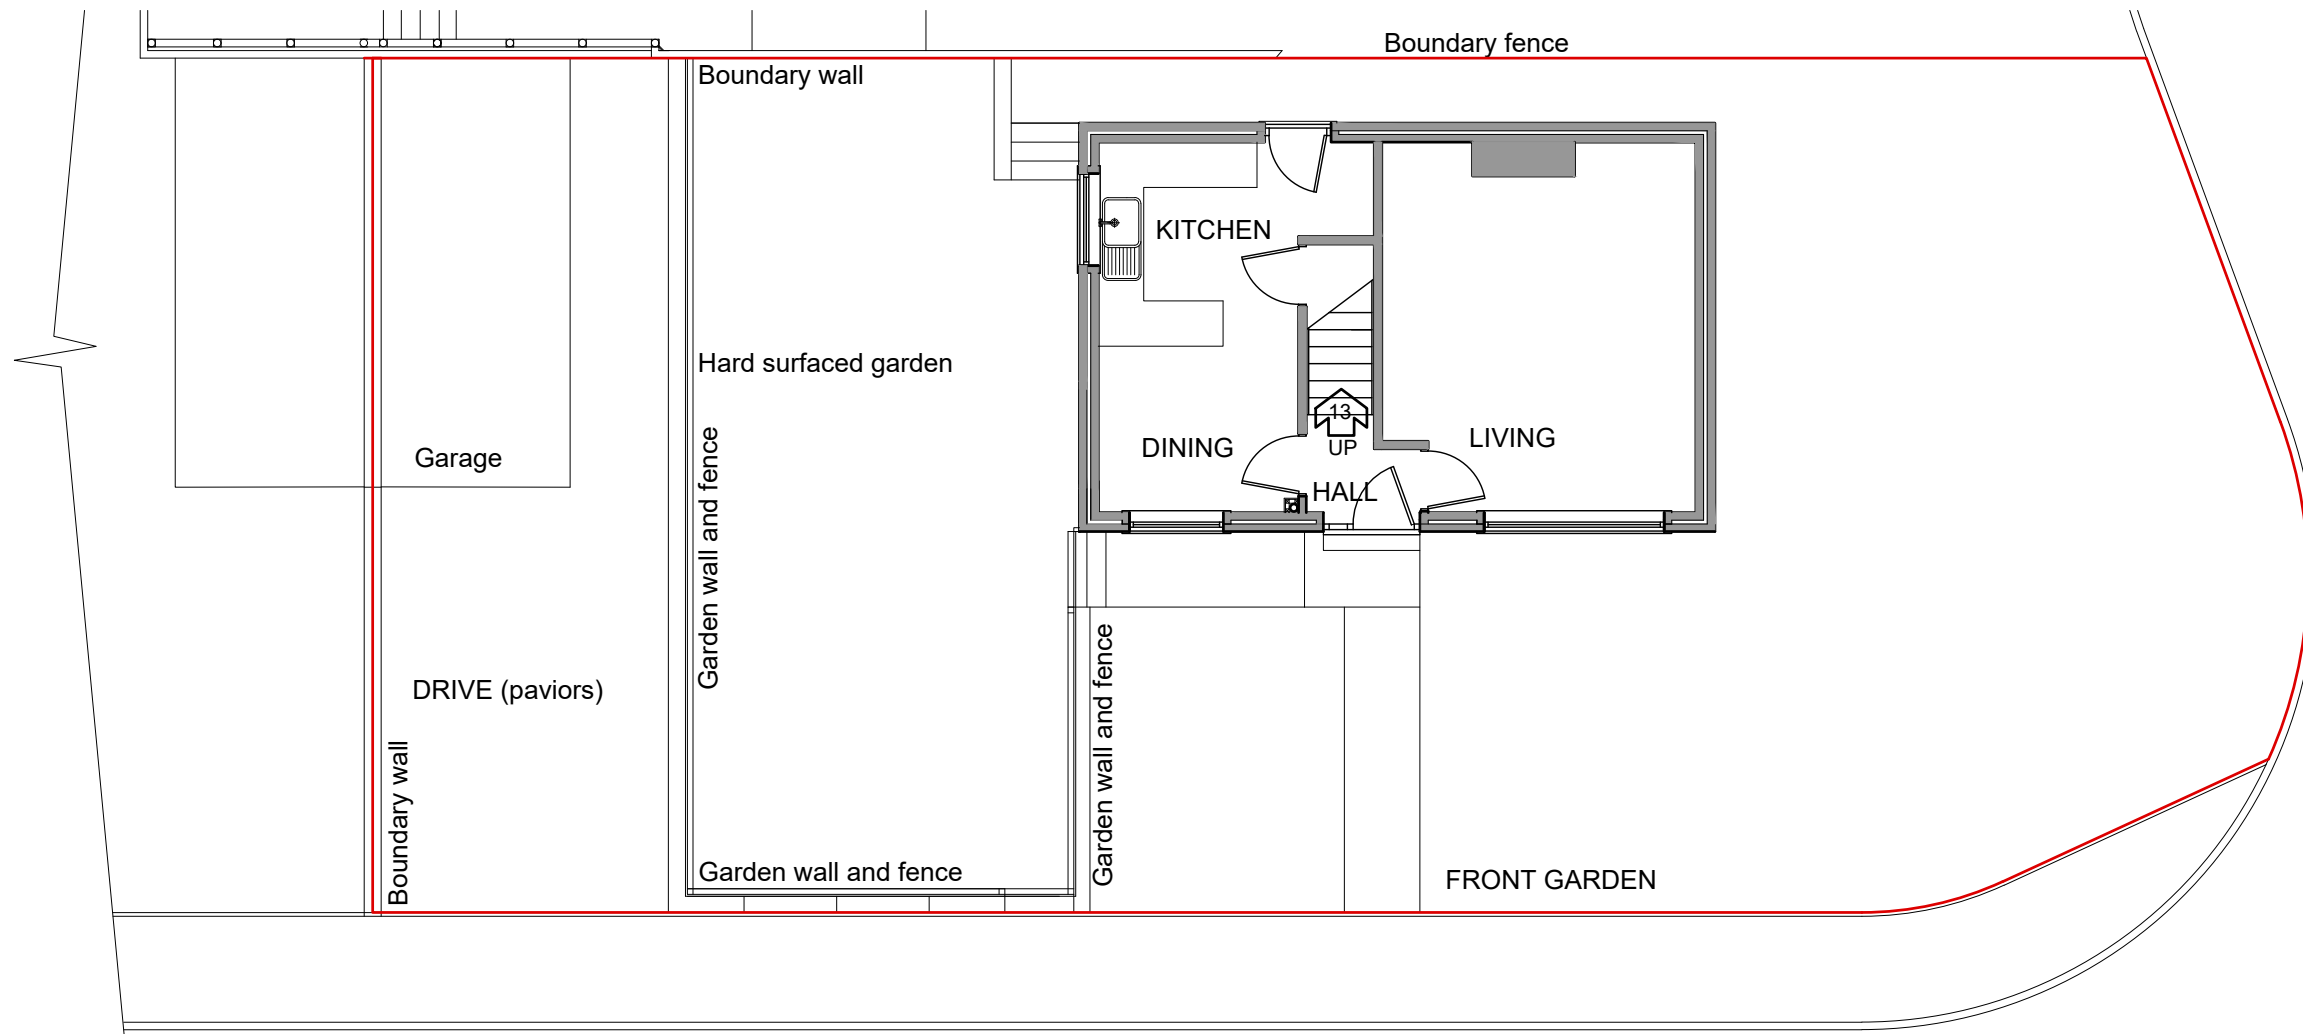 Boundary fence
Boundary wall
KITCHEN
Hard surfaced garden
13
UP
LIVING
DINING
Garage
HALL
Garden wall and fence
Garden wall and fence
DRIVE (paviors)
Boundary wall
Garden wall and fence
FRONT GARDEN